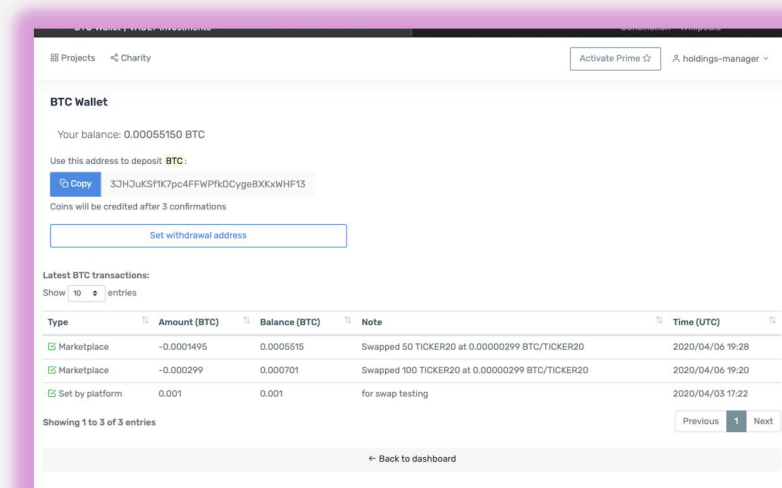 BTC Wallet | VAULT Investments
Wikipedia
Projects Charity Activate Prime holdings-manager
BTC Wallet
Your balance: 0.00055150 BTC
Use this address to deposit BTC:
Copy 3JHJuKSf1K7pc4FFWPfkDCyge8XKxWHF13
Coins will be credited after 3 confirmations
Set withdrawal address
Latest BTC transactions:
Show 10 entries
Type Amount (BTC) Balance (BTC) Note Time (UTC)
Marketplace -0.0001495 0.0005515 Swapped 50 TICKER20 at 0.00000299 BTC/TICKER20 2020/04/06 19:28
Marketplace -0.000299 0.000701 Swapped 100 TICKER20 at 0.00000299 BTC/TICKER20 2020/04/06 19:20
Set by platform 0.001 0.001 for swap testing 2020/04/03 17:22
Showing 1 to 3 of 3 entries Previous 1 Next
← Back to dashboard